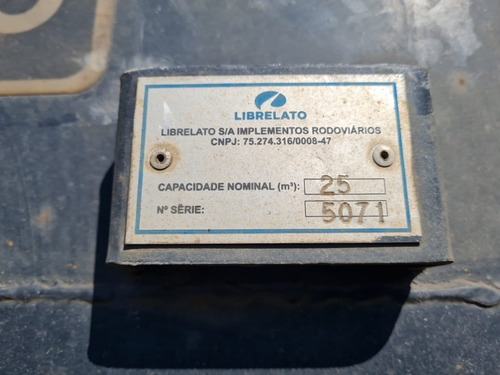 LIBRELATO
LIBRELATO S/A IMPLEMENTOS RODOVIÁRIOS
CNPJ: 75.274.316/0008-47
CAPACIDADE NOMINAL (m³): 25
Nº SÉRIE: 5071